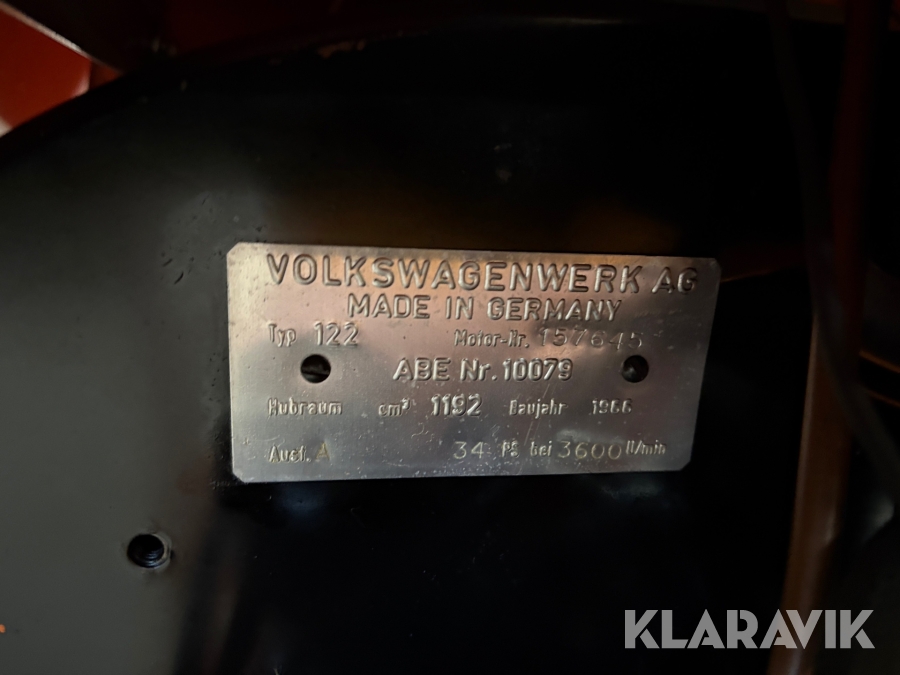 VOLKSWAGENWERK AG
MADE IN GERMANY
Typ 122 Motor-Nr. 157645
ABE Nr. 10079
Hubraum cm³ 1192 Baujahr 1966
Ausf. A 34 PS bei 3600 U/min
KLARAVIK